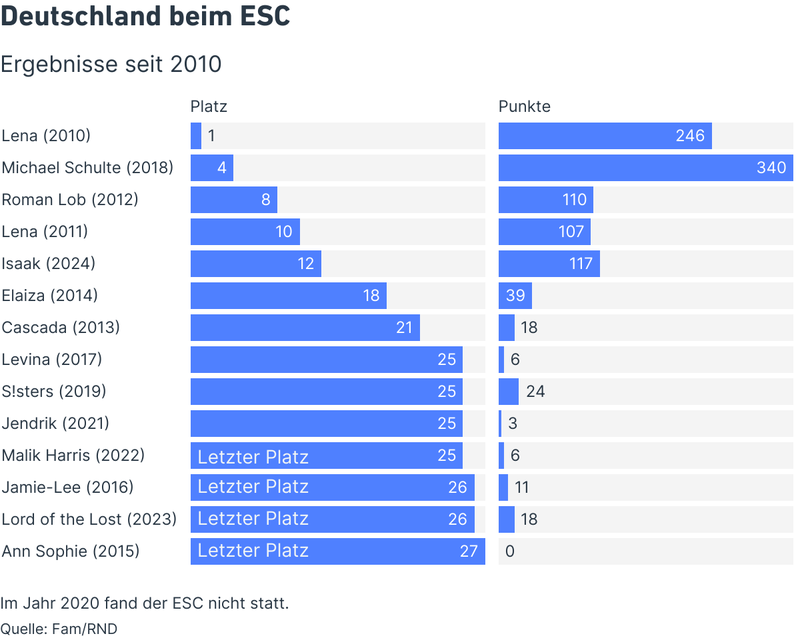 Deutschland beim ESC
Ergebnisse seit 2010
Platz Punkte
Lena (2010) 1 246
Michael Schulte (2018) 4 340
Roman Lob (2012) 8 110
Lena (2011) 10 107
Isaak (2024) 12 117
Elaiza (2014) 18 39
Cascada (2013) 21 18
Levina (2017) 25 6
S!sters (2019) 25 24
Jendrik (2021) 25 3
Malik Harris (2022) Letzter Platz 25 6
Jamie-Lee (2016) Letzter Platz 26 11
Lord of the Lost (2023) Letzter Platz 26 18
Ann Sophie (2015) Letzter Platz 27 0
Im Jahr 2020 fand der ESC nicht statt.
Quelle: Fam/RND